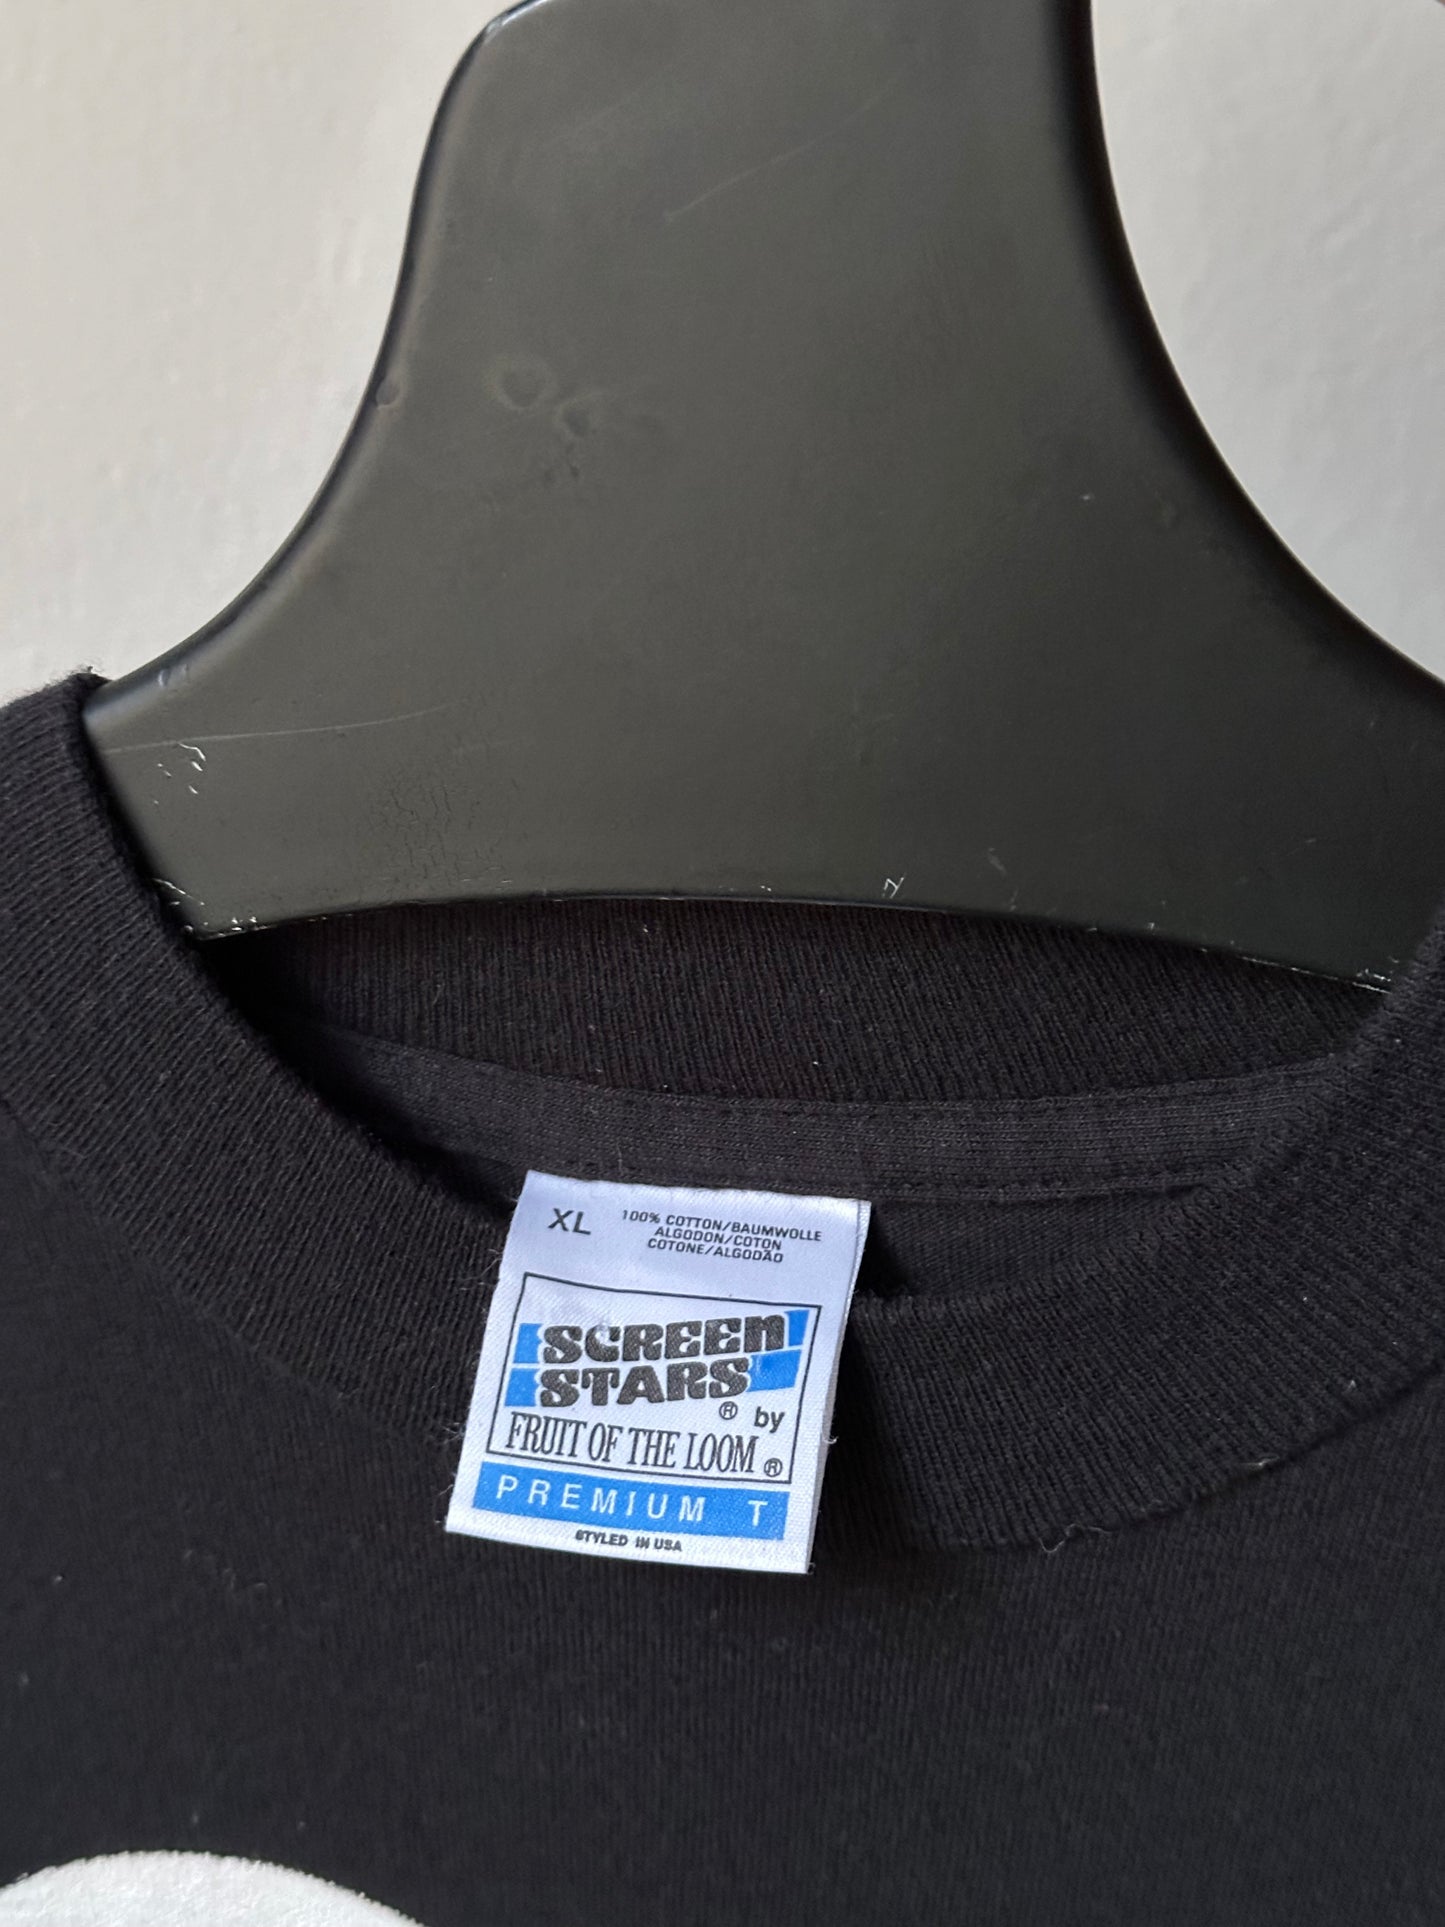 XL
100% COTTON/BAUMWOLLE
ALGODON/COTON
COTONE/ALGODÃO
SCREEN
STARS
® by
FRUIT OF THE LOOM ®
PREMIUM T
STYLED IN USA